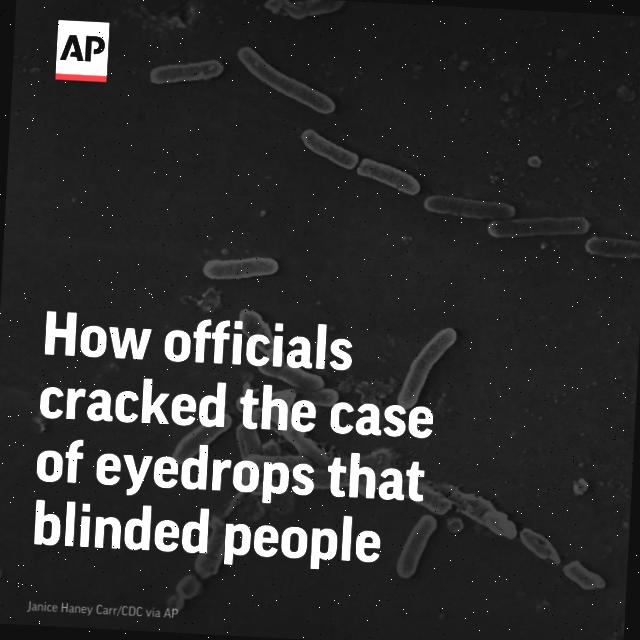 AP
How officials
cracked the case
of eyedrops that
blinded people
Janice Haney Carr/CDC via AP